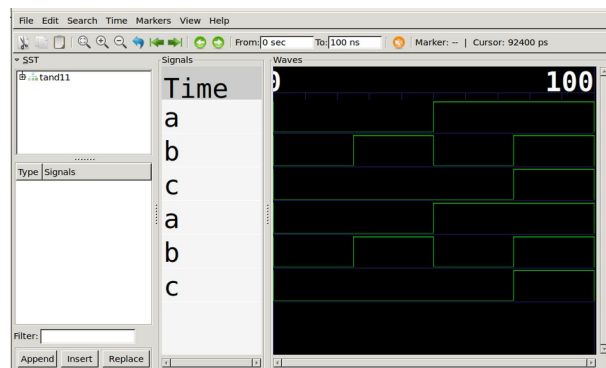 File Edit Search Time Markers View Help
From: 0 sec To: 100 ns Marker: -- | Cursor: 92400 ps
SST
tand11
Type Signals
Filter:
Append Insert Replace
Signals
Time
a
b
c
a
b
c
Waves
0 100